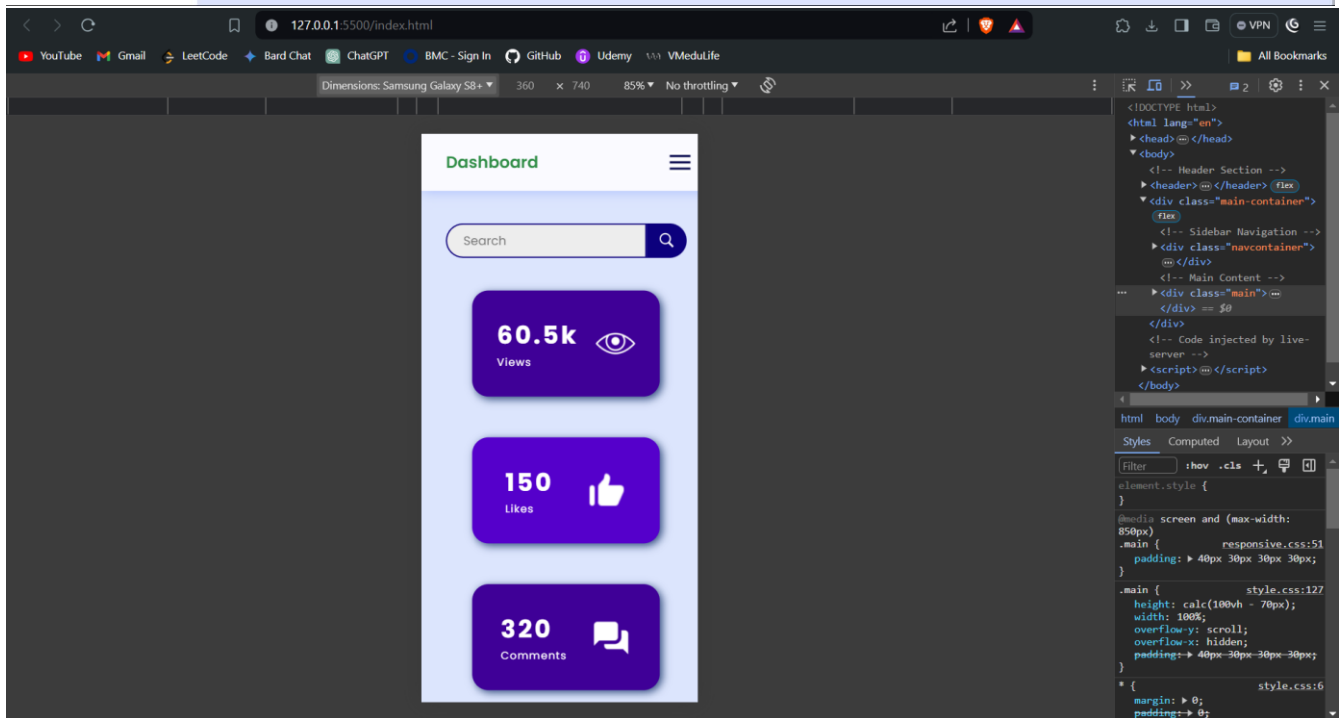 127.0.0.1:5500/index.html
VPN
YouTube Gmail LeetCode Bard Chat ChatGPT BMC - Sign In GitHub Udemy VMeduLife All Bookmarks
Dimensions: Samsung Galaxy S8+ ▼ 360 × 740 85% ▼ No throttling ▼
2
Dashboard
Search
60.5k
Views
150
Likes
320
Comments
<!DOCTYPE html>
<html lang="en">
▶<head> ⋯ </head>
▼<body>
<!-- Header Section -->
▶<header> ⋯ </header> flex
▼<div class="main-container">
flex
<!-- Sidebar Navigation -->
▶<div class="navcontainer">
⋯ </div>
<!-- Main Content -->
⋯ ▶<div class="main"> ⋯
</div> == $0
</div>
<!-- Code injected by live-
server -->
▶<script> ⋯ </script>
</body>
html body div.main-container div.main
Styles Computed Layout >>
Filter :hov .cls +
element.style {
}
@media screen and (max-width:
850px)
.main { responsive.css:51
padding: ▶ 40px 30px 30px 30px;
}
.main { style.css:127
height: calc(100vh - 70px);
width: 100%;
overflow-y: scroll;
overflow-x: hidden;
padding: ▶ 40px 30px 30px 30px;
}
* { style.css:6
margin: ▶ 0;
padding: ▶ 0;